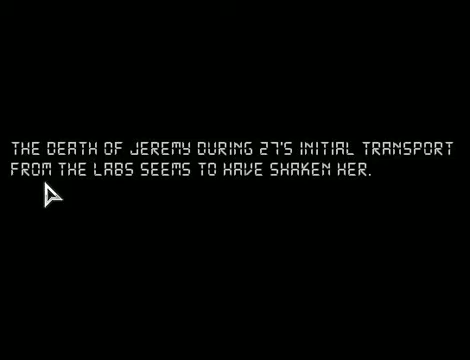 THE DEATH OF JEREMY DURING 27'S INITIAL TRANSPORT
FROM THE LABS SEEMS TO HAVE SHAKEN HER.